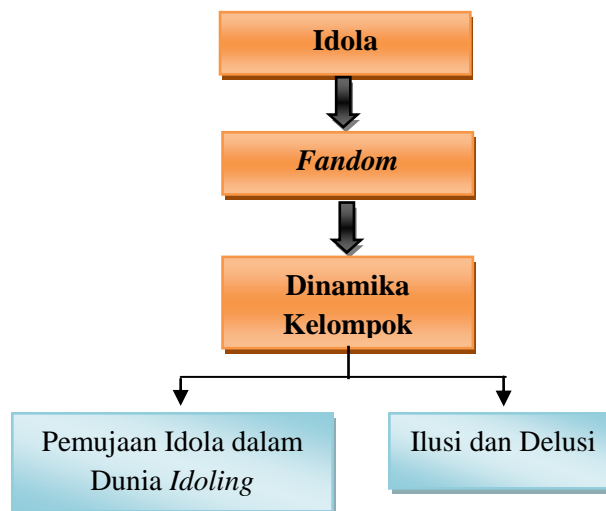 Idola
Fandom
Dinamika
Kelompok
Pemujaan Idola dalam
Dunia Idoling
Ilusi dan Delusi